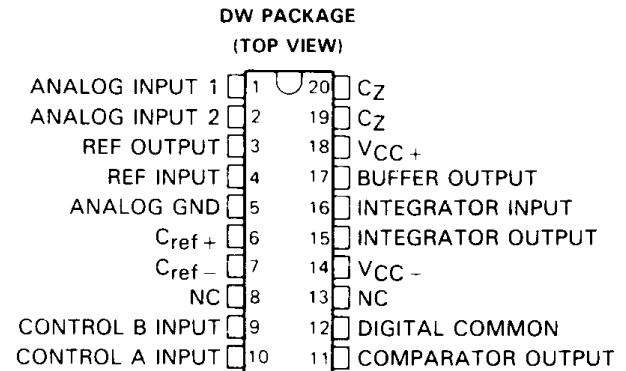 DW PACKAGE
(TOP VIEW)
ANALOG INPUT 1 1 20 CZ
ANALOG INPUT 2 2 19 CZ
REF OUTPUT 3 18 VCC +
REF INPUT 4 17 BUFFER OUTPUT
ANALOG GND 5 16 INTEGRATOR INPUT
Cref + 6 15 INTEGRATOR OUTPUT
Cref − 7 14 VCC −
NC 8 13 NC
CONTROL B INPUT 9 12 DIGITAL COMMON
CONTROL A INPUT 10 11 COMPARATOR OUTPUT